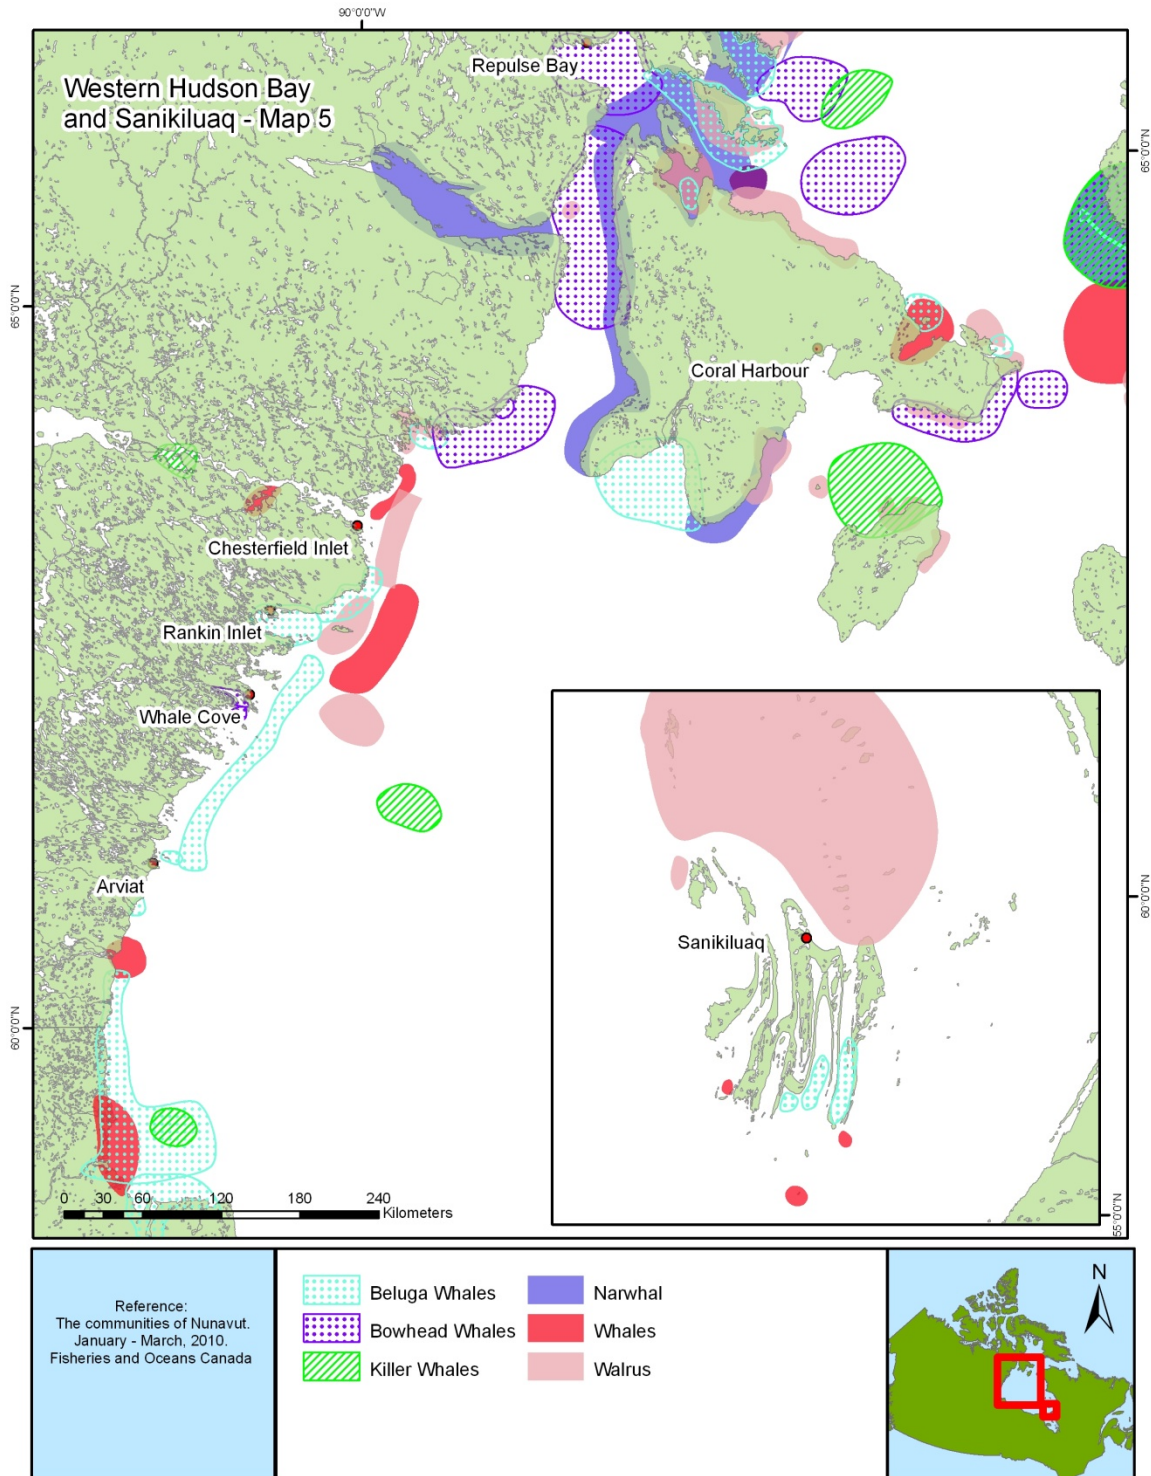 90°0'0"W
Repulse Bay
Western Hudson Bay
and Sanikiluaq - Map 5
65°0'0"N
65°0'0"N
Coral Harbour
Chesterfield Inlet
Rankin Inlet
Whale Cove
Arviat
60°0'0"N
Sanikiluaq
60°0'0"N
0 30 60 120 180 240
Kilometers
55°0'0"N
Reference:
The communities of Nunavut.
January - March, 2010.
Fisheries and Oceans Canada
Beluga Whales
Bowhead Whales
Killer Whales
Narwhal
Whales
Walrus
N